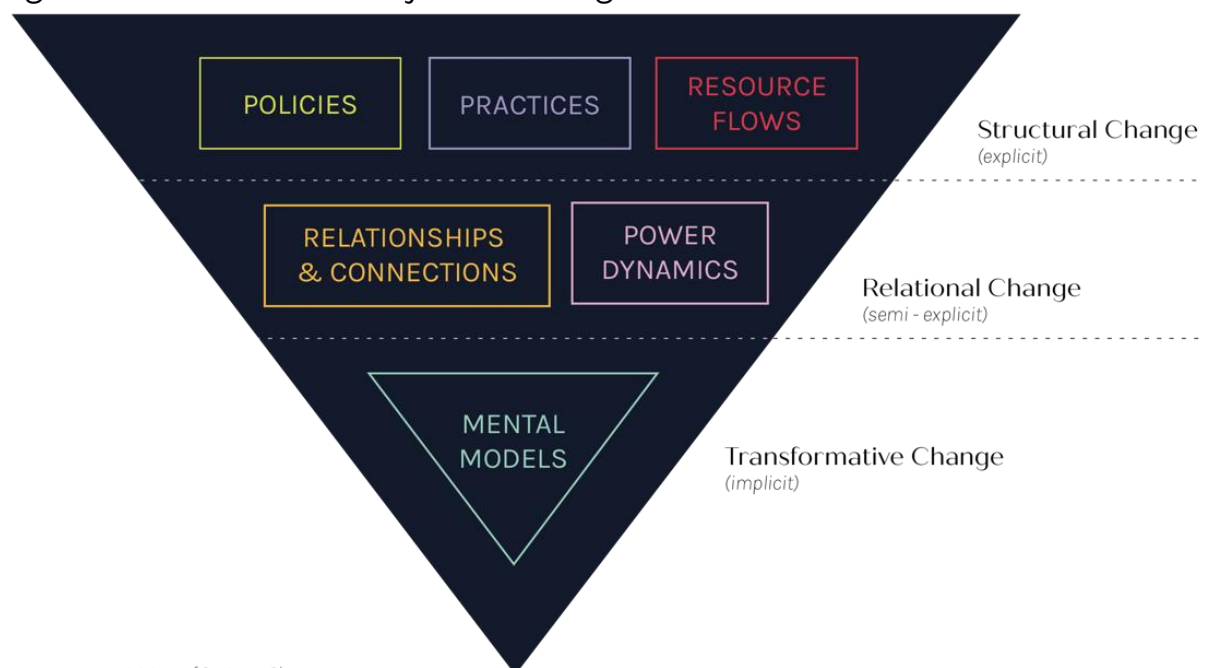 POLICIES
PRACTICES
RESOURCE
FLOWS
Structural Change
(explicit)
RELATIONSHIPS
& CONNECTIONS
POWER
DYNAMICS
Relational Change
(semi - explicit)
MENTAL
MODELS
Transformative Change
(implicit)